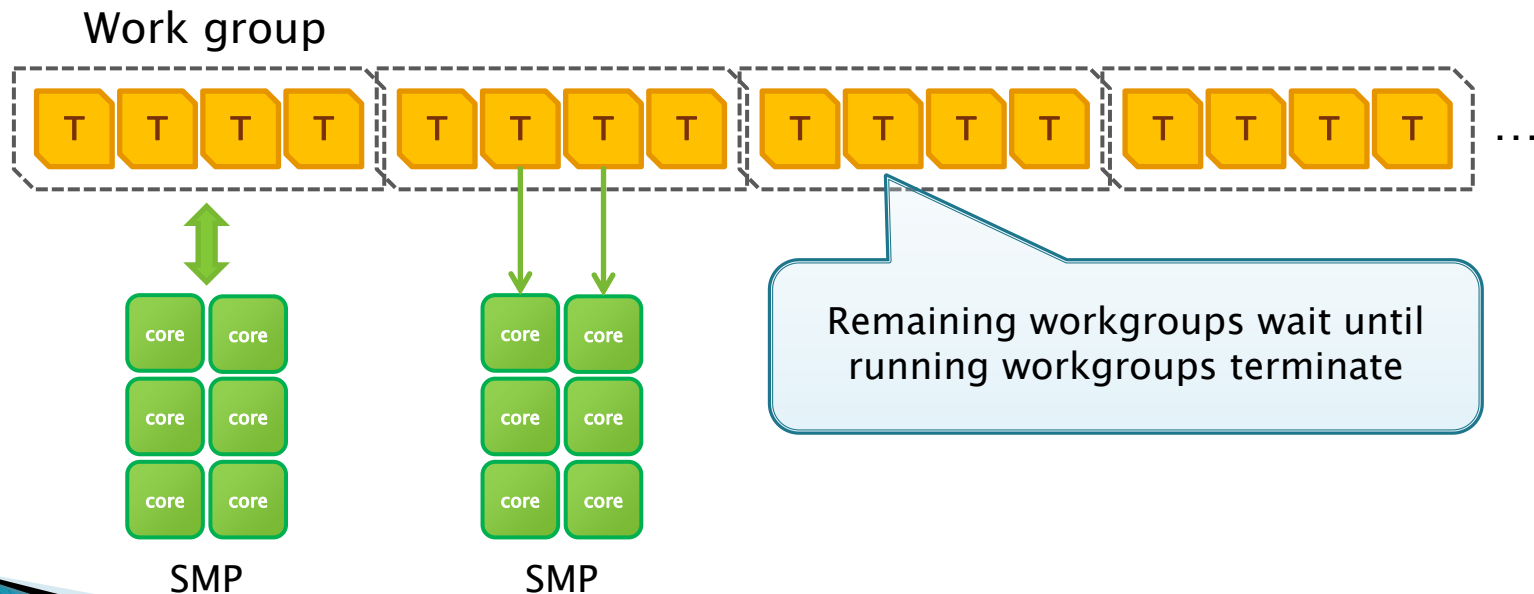 Work group
T T T T T T T T T T T T T T T T ...
Remaining workgroups wait until
running workgroups terminate
core core core core
core core core core
core core core core
SMP SMP